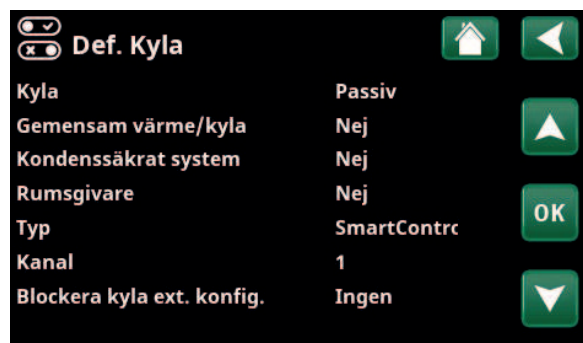 Def. Kyla
Kyla Passiv
Gemensam värme/kyla Nej
Kondenssäkrat system Nej
Rumsgivare Nej
OK
Typ SmartContrc
Kanal 1
Blockera kyla ext. konfig. Ingen